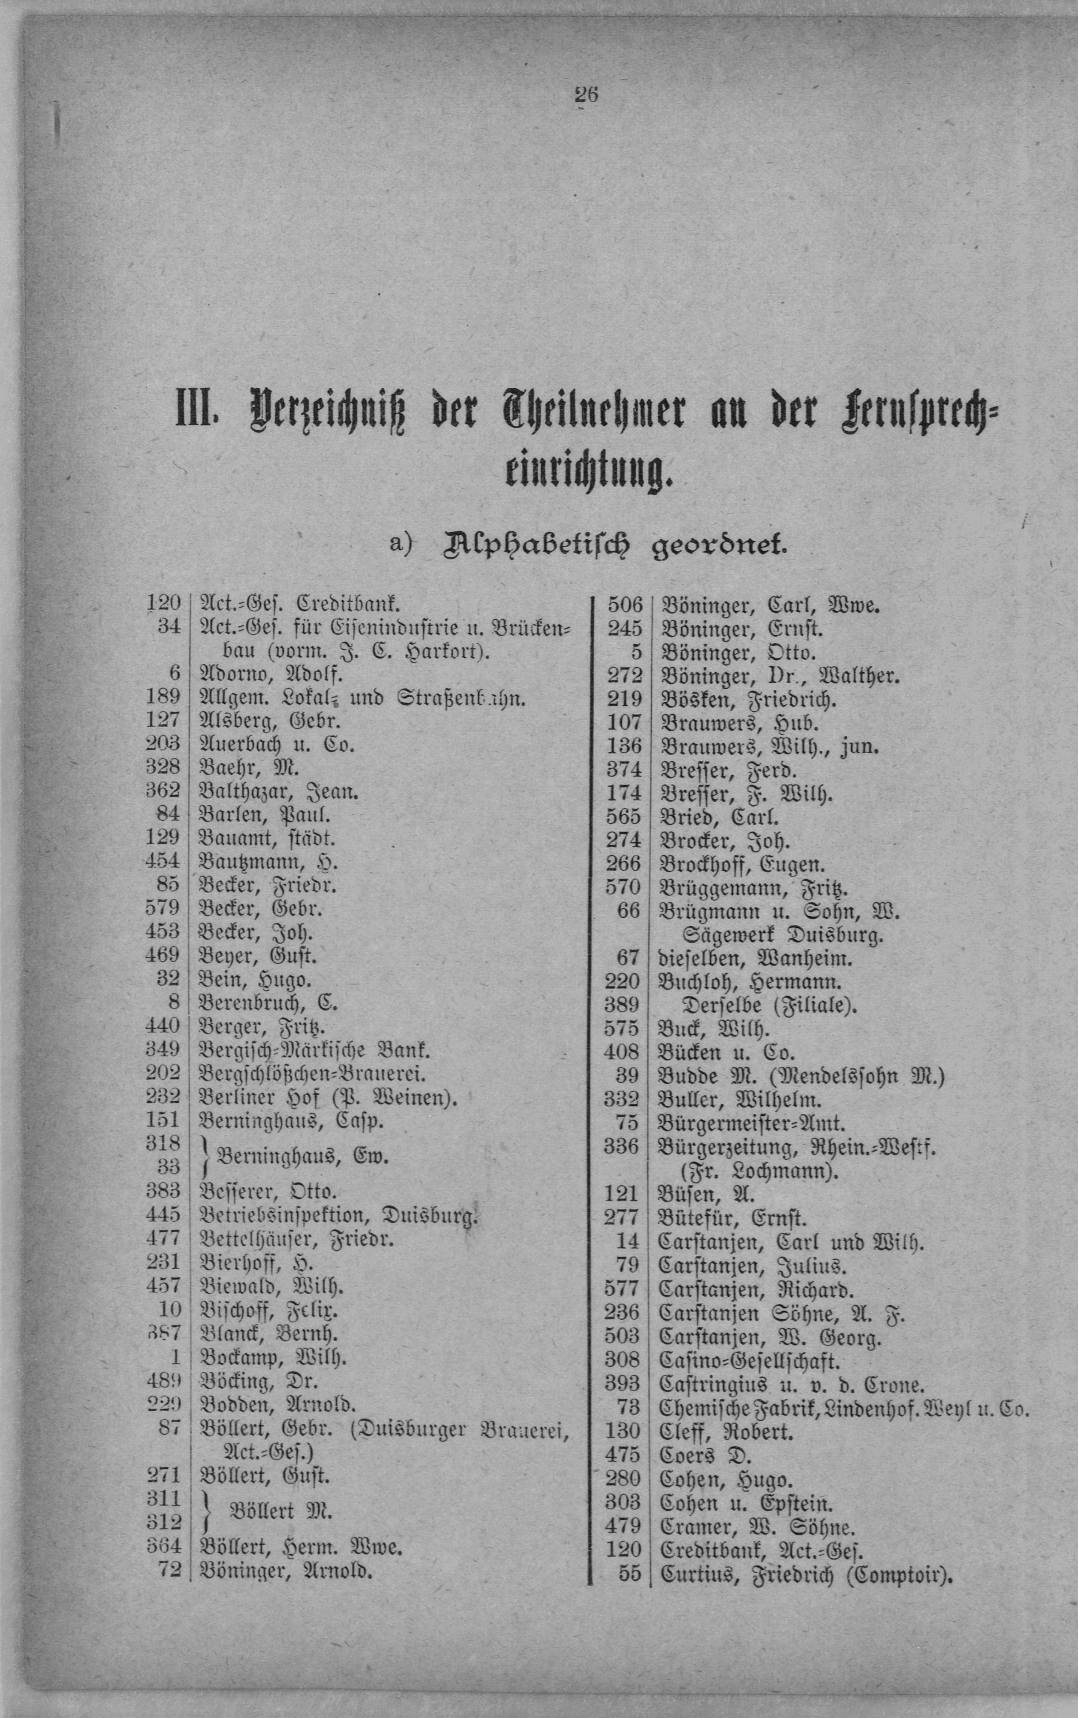 26
III. Verzeichniß der Theilnehmer an der Fernsprech-
einrichtung.
a) Alphabetisch geordnet.
120 Act.-Ges. Creditbank.
34 Act.-Ges. für Eisenindustrie u. Brücken-
bau (vorm. J. C. Harkort).
6 Adorno, Adolf.
189 Allgem. Lokal- und Straßenbahn.
127 Alsberg, Gebr.
203 Auerbach u. Co.
328 Baehr, M.
362 Balthazar, Jean.
84 Barlen, Paul.
129 Bauamt, städt.
454 Bautzmann, H.
85 Becker, Friedr.
579 Becker, Gebr.
453 Becker, Joh.
469 Beyer, Gust.
32 Bein, Hugo.
8 Berenbruch, C.
440 Berger, Fritz.
349 Bergisch-Märkische Bank.
202 Bergschlößchen-Brauerei.
232 Berliner Hof (P. Weinen).
151 Berninghaus, Casp.
318
33 } Berninghaus, Ew.
383 Besserer, Otto.
445 Betriebsinspektion, Duisburg.
477 Bettelhäuser, Friedr.
231 Bierhoff, H.
457 Biewald, Wilh.
10 Bischoff, Felix.
387 Blanck, Bernh.
1 Bockamp, Wilh.
489 Böcking, Dr.
229 Bodden, Arnold.
87 Böllert, Gebr. (Duisburger Brauerei,
Act.-Ges.)
271 Böllert, Gust.
311
312 } Böllert M.
364 Böllert, Herm. Wwe.
72 Böninger, Arnold.
506 Böninger, Carl, Wwe.
245 Böninger, Ernst.
5 Böninger, Otto.
272 Böninger, Dr., Walther.
219 Bösken, Friedrich.
107 Brauwers, Hub.
136 Brauwers, Wilh., jun.
374 Bresser, Ferd.
174 Bresser, F. Wilh.
565 Bried, Carl.
274 Brocker, Joh.
266 Brockhoff, Eugen.
570 Brüggemann, Fritz.
66 Brügmann u. Sohn, W.
Sägewerk Duisburg.
67 dieselben, Wanheim.
220 Buchloh, Hermann.
389 Derselbe (Filiale).
575 Buck, Wilh.
408 Bücken u. Co.
39 Budde M. (Mendelssohn M.)
332 Buller, Wilhelm.
75 Bürgermeister-Amt.
336 Bürgerzeitung, Rhein.-Westf.
(Fr. Lochmann).
121 Büsen, A.
277 Bütefür, Ernst.
14 Carstanjen, Carl und Wilh.
79 Carstanjen, Julius.
577 Carstanjen, Richard.
236 Carstanjen Söhne, A. F.
503 Carstanjen, W. Georg.
308 Casino-Gesellschaft.
393 Castringius u. v. d. Crone.
73 Chemische Fabrik, Lindenhof. Weyl u. Co.
130 Cleff, Robert.
475 Coers D.
280 Cohen, Hugo.
303 Cohen u. Epstein.
479 Cramer, W. Söhne.
120 Creditbank, Act.-Ges.
55 Curtius, Friedrich (Comptoir).